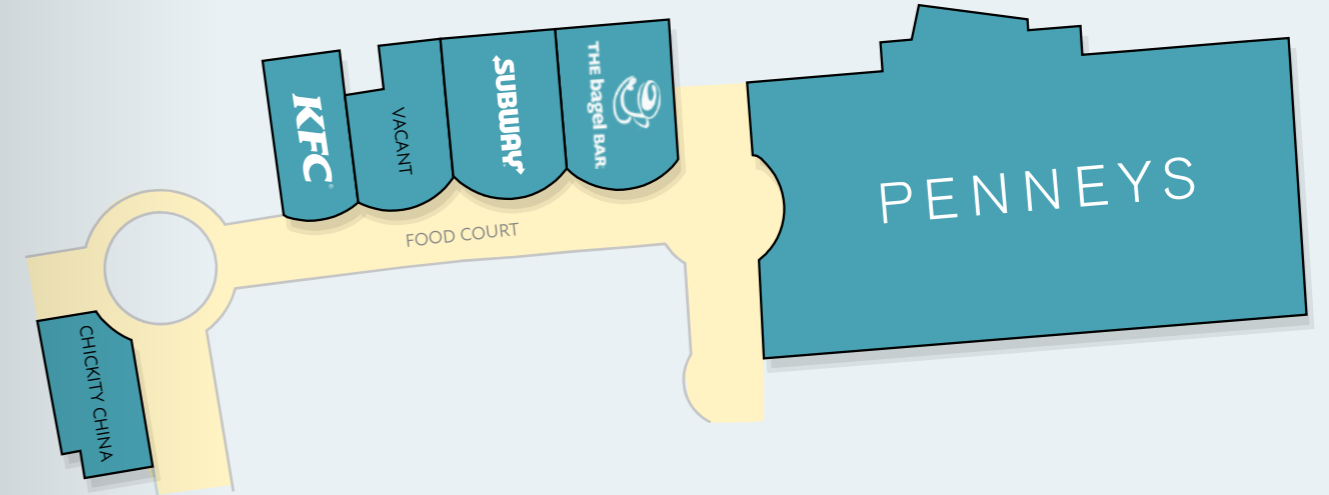 KFC
VACANT
SUBWAY
THE bagel BAR
PENNEYS
FOOD COURT
CHICKITY CHINA